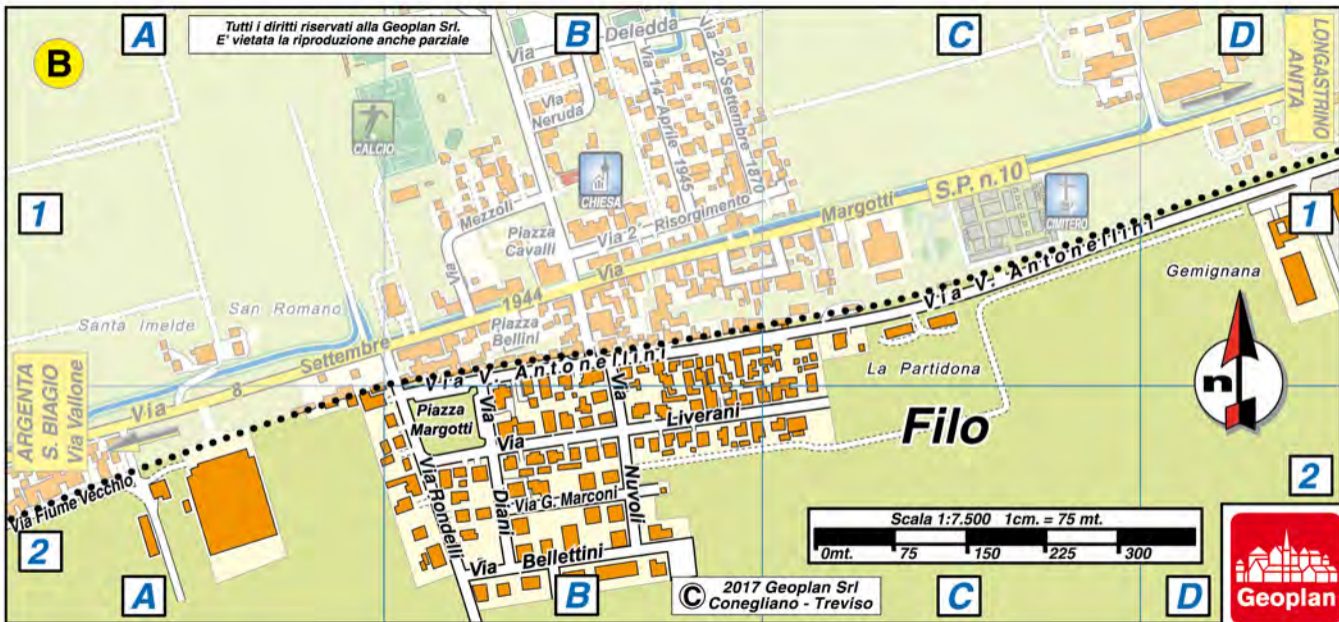 A
Tutti i diritti riservati alla Geoplan Srl.
E' vietata la riproduzione anche parziale
B
C
D
B
Via Deledda
Via Neruda
Via 14 Aprile 1945
Via 20 Settembre 1870
LONGASTRINO
ANITA
CALCIO
CHIESA
S.P. n.10
CIMITERO
1
1
Via Mezzoli
Piazza
Cavalli
Via 2° Risorgimento
Via 8 Settembre 1944
Via Margotti
Piazza
Bellini
San Romano
Santa Imelde
Gemignana
Via V. Antonellini
Via V. Antonellini
La Partidona
ARGENTA
S. BIAGIO
Via Vallone
n
Piazza
Margotti
Via Liverani
Filo
Via Fiume Vecchio
Via Rondelli
Via Diani
Via G. Marconi
Via Nuvoli
Via Bellettini
2
2
Scala 1:7.500 1cm. = 75 mt.
0mt. 75 150 225 300
A
B
© 2017 Geoplan Srl
Conegliano - Treviso
C
D
Geoplan